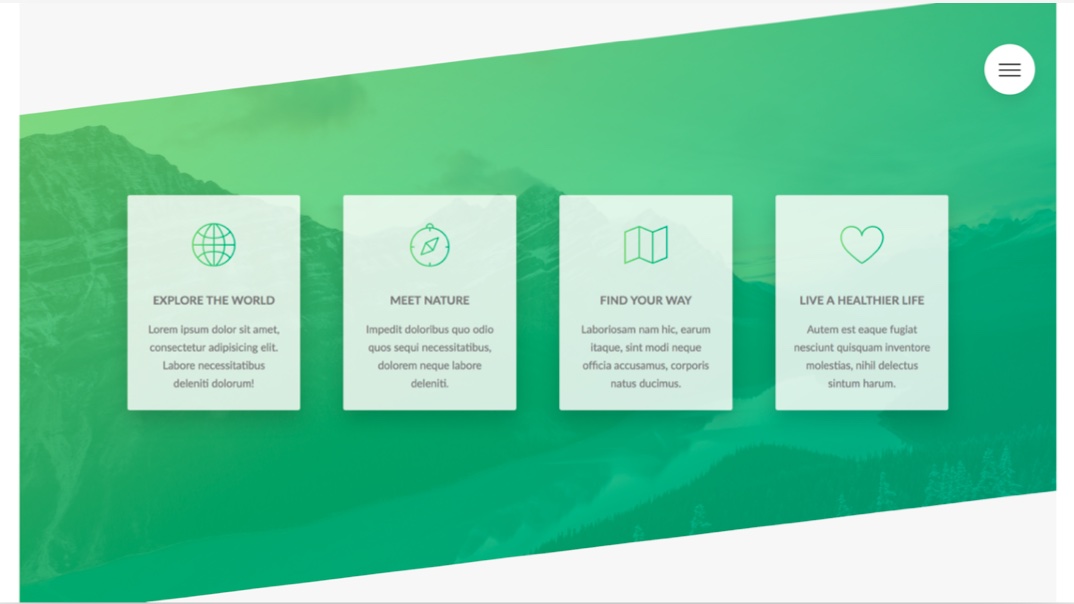 EXPLORE THE WORLD
Lorem ipsum dolor sit amet,
consectetur adipisicing elit.
Labore necessitatibus
deleniti dolorum!
MEET NATURE
Impedit doloribus quo odio
quos sequi necessitatibus,
dolorem neque labore
deleniti.
FIND YOUR WAY
Laboriosam nam hic, earum
itaque, sint modi neque
officia accusamus, corporis
natus ducimus.
LIVE A HEALTHIER LIFE
Autem est eaque fugiat
nesciunt quisquam inventore
molestias, nihil delectus
sintum harum.